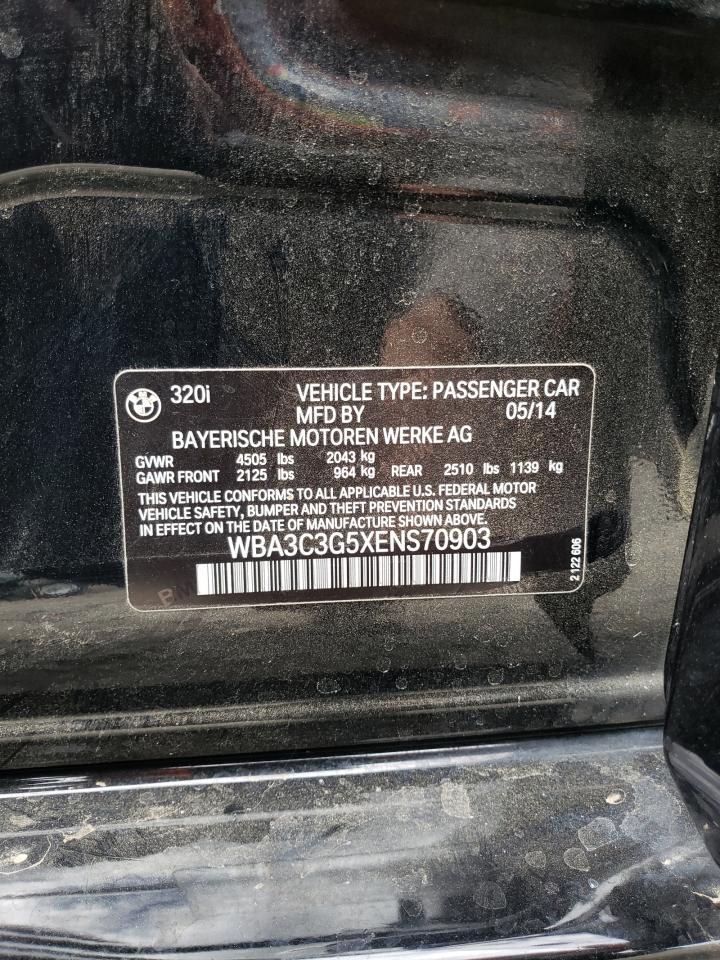 320i VEHICLE TYPE: PASSENGER CAR
MFD BY 05/14
BAYERISCHE MOTOREN WERKE AG
GVWR 4505 lbs 2043 kg
GAWR FRONT 2125 lbs 964 kg REAR 2510 lbs 1139 kg
THIS VEHICLE CONFORMS TO ALL APPLICABLE U.S. FEDERAL MOTOR
VEHICLE SAFETY, BUMPER AND THEFT PREVENTION STANDARDS
IN EFFECT ON THE DATE OF MANUFACTURE SHOWN ABOVE.
WBA3C3G5XENS70903
2 122 606